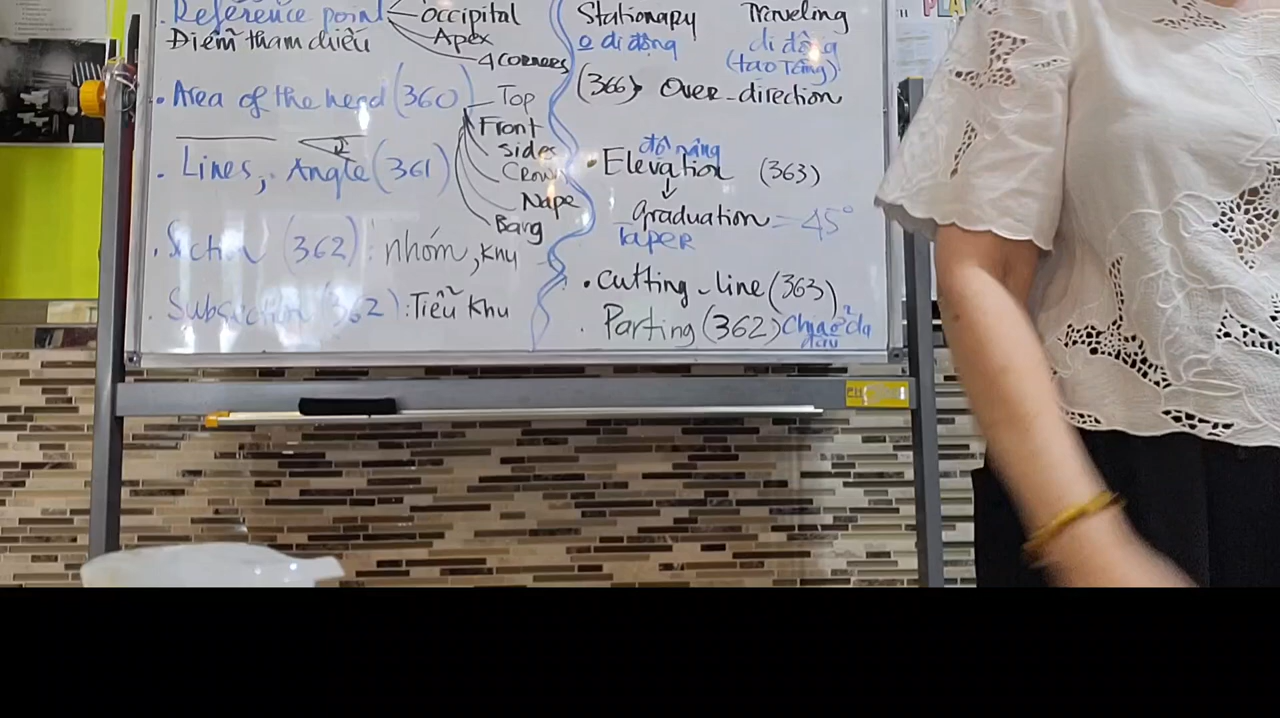 . Reference point
occipital
Điểm tham chiếu
Apex
4 corners
. Area of the head (360)
Top
Front
Sides
Crown
Nape
Bang
. Lines, Angle (361)
. Section (362): nhóm, khu
Subsection (362): Tiểu khu
Stationary
Traveling
di động
di động
(tạo tầng)
(366) Over-direction
độ nâng
• Elevation (363)
Graduation = 45°
Taper
• Cutting-line (363)
. Parting (362)